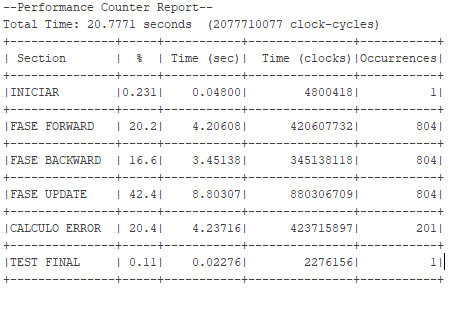 --Performance Counter Report--
Total Time: 20.7771 seconds  (2077710077 clock-cycles)
+---------------+-----+-----------+---------------+-----------+
| Section       |  %  | Time (sec)|  Time (clocks)|Occurrences|
+---------------+-----+-----------+---------------+-----------+
|INICIAR        |0.231|    0.04800|        4800418|          1|
+---------------+-----+-----------+---------------+-----------+
|FASE FORWARD   | 20.2|    4.20608|      420607732|        804|
+---------------+-----+-----------+---------------+-----------+
|FASE BACKWARD  | 16.6|    3.45138|      345138118|        804|
+---------------+-----+-----------+---------------+-----------+
|FASE UPDATE    | 42.4|    8.80307|      880306709|        804|
+---------------+-----+-----------+---------------+-----------+
|CALCULO ERROR  | 20.4|    4.23716|      423715897|        201|
+---------------+-----+-----------+---------------+-----------+
|TEST FINAL     | 0.11|    0.02276|        2276156|          1|
+---------------+-----+-----------+---------------+-----------+